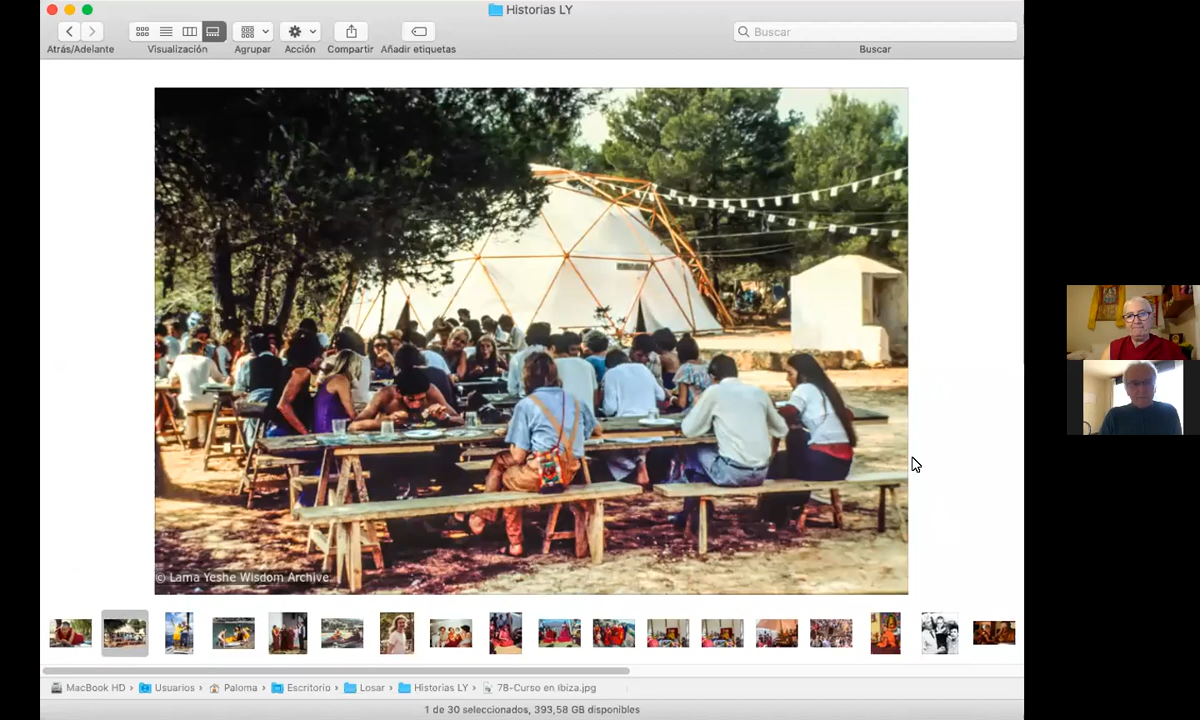 Historias LY
Buscar
Atrás/Adelante
Visualización
Agrupar
Acción
Compartir
Añadir etiquetas
Buscar
© Lama Yeshe Wisdom Archive
MacBook HD › Usuarios › Paloma › Escritorio › Losar › Historias LY › 78-Curso en ibiza.jpg
1 de 30 seleccionados, 393,58 GB disponibles